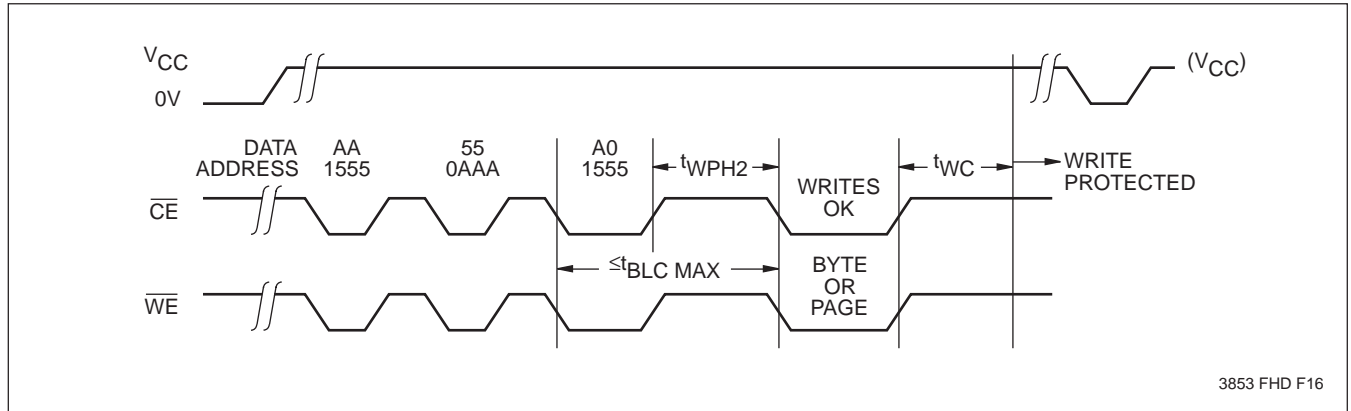 VCC
(VCC)
0V
DATA AA 55 A0
ADDRESS 1555 0AAA 1555
tWPH2
tWC
WRITE
PROTECTED
CE
WRITES
OK
≤tBLC MAX
WE
BYTE
OR
PAGE
3853 FHD F16